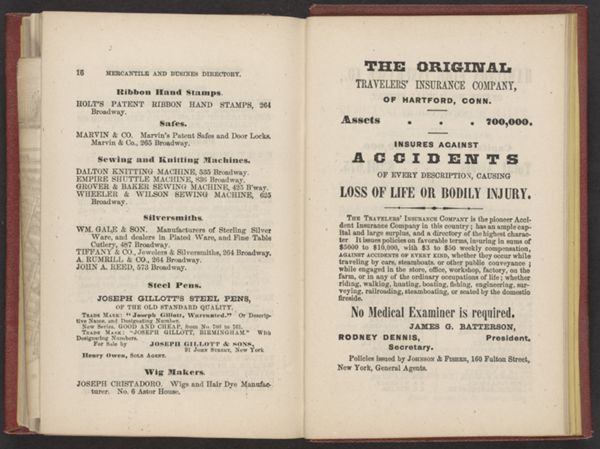 16 MERCANTILE AND BUSINES DIRECTORY.
Ribbon Hand Stamps.
HOLT'S PATENT RIBBON HAND STAMPS, 264
Broadway.
Safes.
MARVIN & CO. Marvin's Patent Safes and Door Locks.
Marvin & Co., 265 Broadway.
Sewing and Knitting Machines.
DALTON KNITTING MACHINE, 535 Broadway.
EMPIRE SHUTTLE MACHINE, 836 Broadway.
GROVER & BAKER SEWING MACHINE, 425 B'way.
WHEELER & WILSON SEWING MACHINE, 625
Broadway.
Silversmiths.
WM. GALE & SON. Manufacturers of Sterling Silver
Ware, and dealers in Plated Ware, and Fine Table
Cutlery, 487 Broadway.
TIFFANY & CO., Jewelers & Silversmiths, 264 Broadway.
A. RUMRILL & CO., 264 Broadway.
JOHN A. REED, 573 Broadway.
Steel Pens.
JOSEPH GILLOTT'S STEEL PENS,
OF THE OLD STANDARD QUALITY.
TRADE MARK: "Joseph Gillott, Warranted." Or Descrip-
tive Name, and Designating Number.
New Series, GOOD AND CHEAP, from No. 700 to 761.
TRADE MARK: "JOSEPH GILLOTT, BIRMINGHAM." With
Designating Numbers.
For Sale by JOSEPH GILLOTT & SONS,
91 JOHN STREET, New York
Henry Owen, SOLE AGENT.
Wig Makers.
JOSEPH CRISTADORO. Wigs and Hair Dye Manufac-
turer. No. 6 Astor House.
THE ORIGINAL
TRAVELERS' INSURANCE COMPANY,
OF HARTFORD, CONN.
Assets . . . 700,000.
INSURES AGAINST
ACCIDENTS
OF EVERY DESCRIPTION, CAUSING
LOSS OF LIFE OR BODILY INJURY.
THE TRAVELERS' INSURANCE COMPANY is the pioneer Acci-
dent Insurance Company in this country; has an ample cap-
ital and large surplus, and a directory of the highest charac-
ter It issues policies on favorable terms, insuring in sums of
$5000 to $10,000, with $3 to $50 weekly compensation,
AGAINST ACCIDENTS OF EVERY KIND, whether they occur while
traveling by cars, steamboats, or other public conveyance;
while engaged in the store, office, workshop, factory, on the
farm, or in any of the ordinary occupations of life; whether
riding, walking, hunting, boating, fishing, engineering, sur-
veying, railroading, steamboating, or seated by the domestic
fireside.
No Medical Examiner is required.
JAMES G. BATTERSON,
RODNEY DENNIS, President.
Secretary.
Policies issued by JOHNSON & FISHER, 160 Fulton Street,
New York, General Agents.